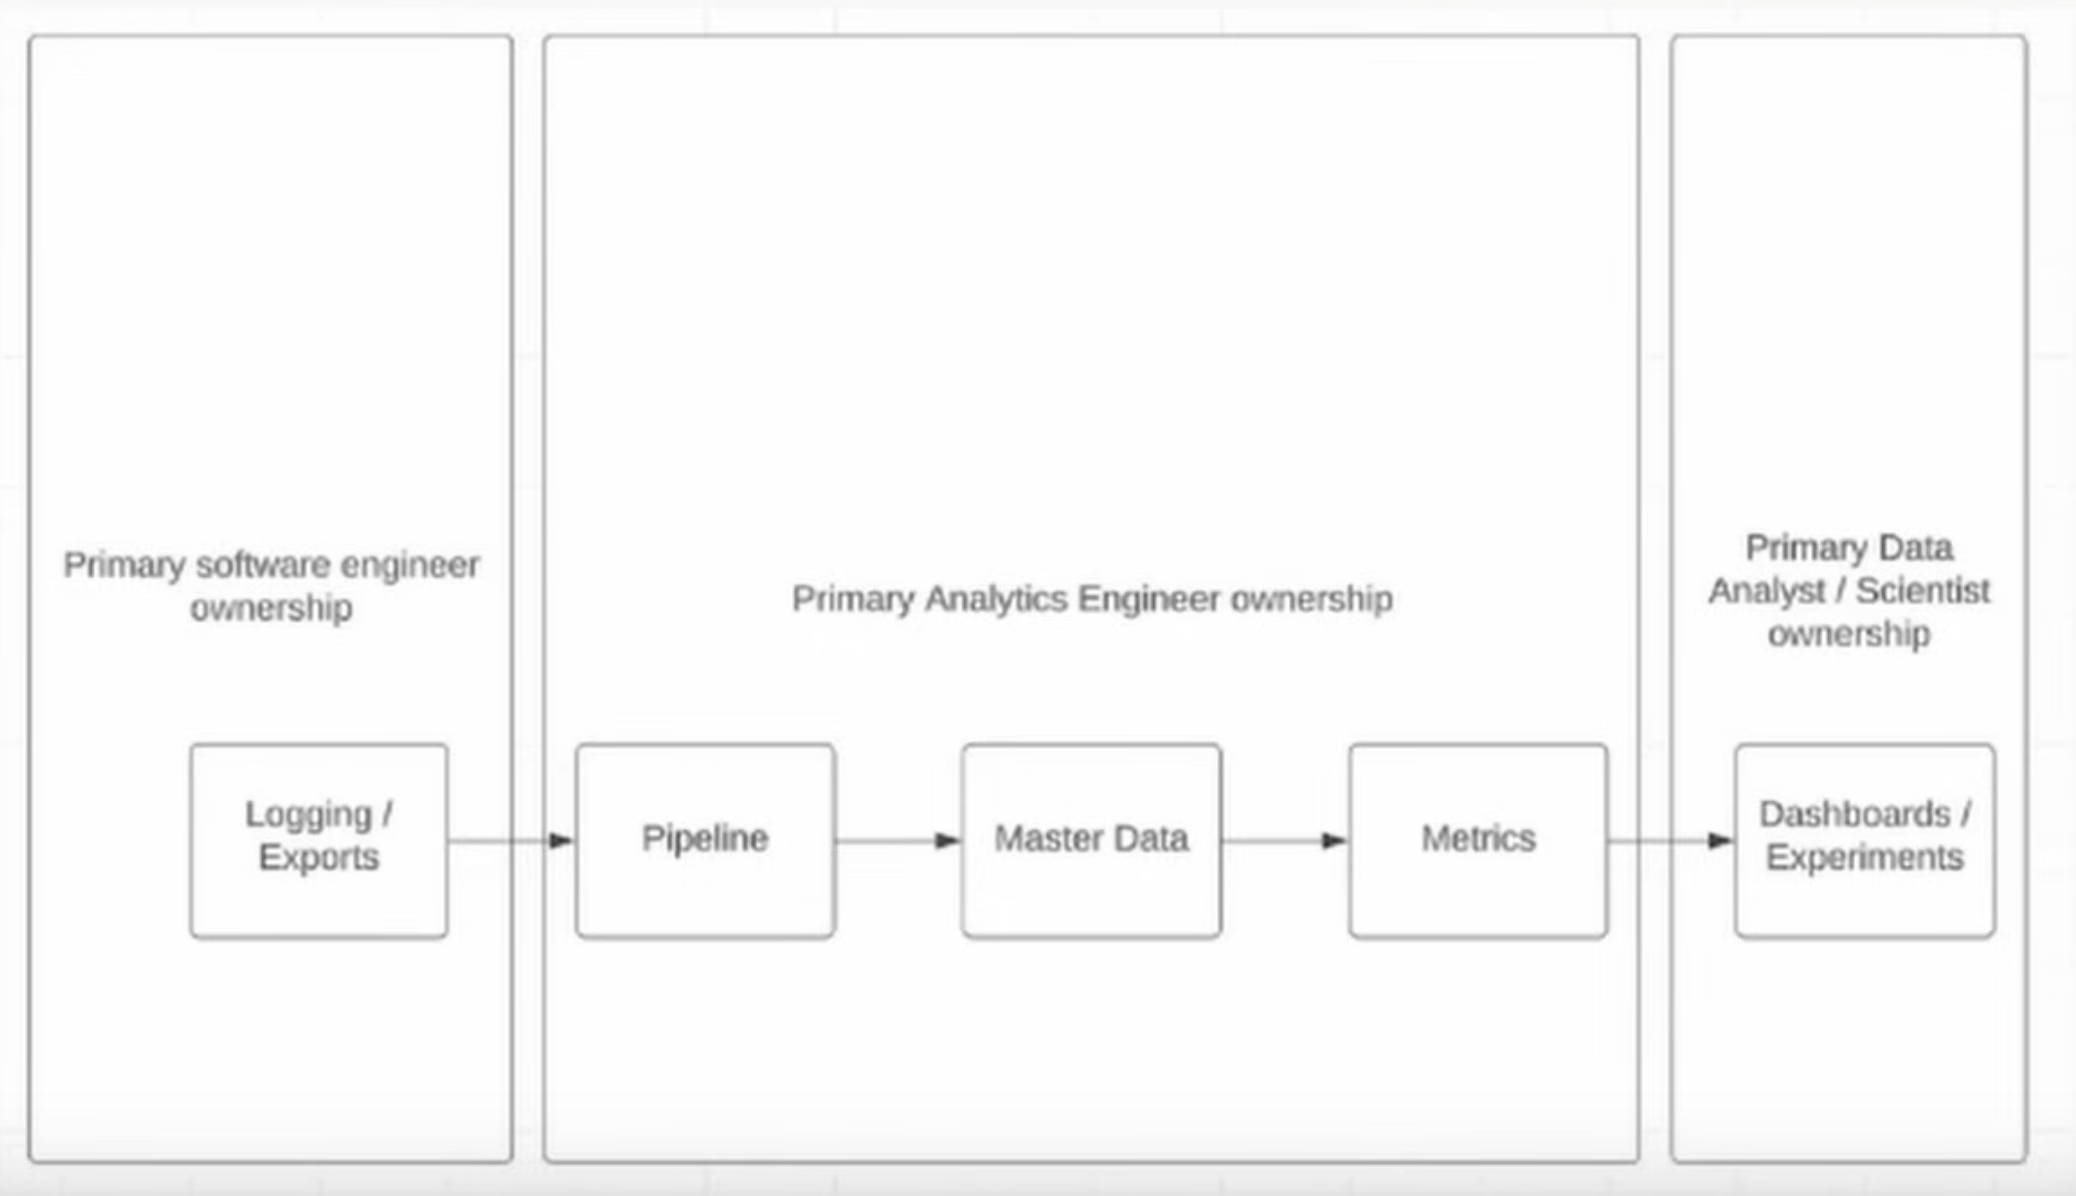 Primary software engineer
ownership
Primary Analytics Engineer ownership
Primary Data
Analyst / Scientist
ownership
Logging /
Exports
Pipeline
Master Data
Metrics
Dashboards /
Experiments